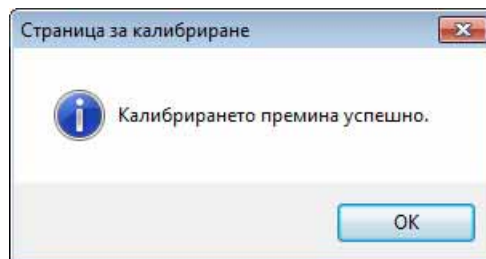 Страница за калибриране
Калибрирането премина успешно.
OK